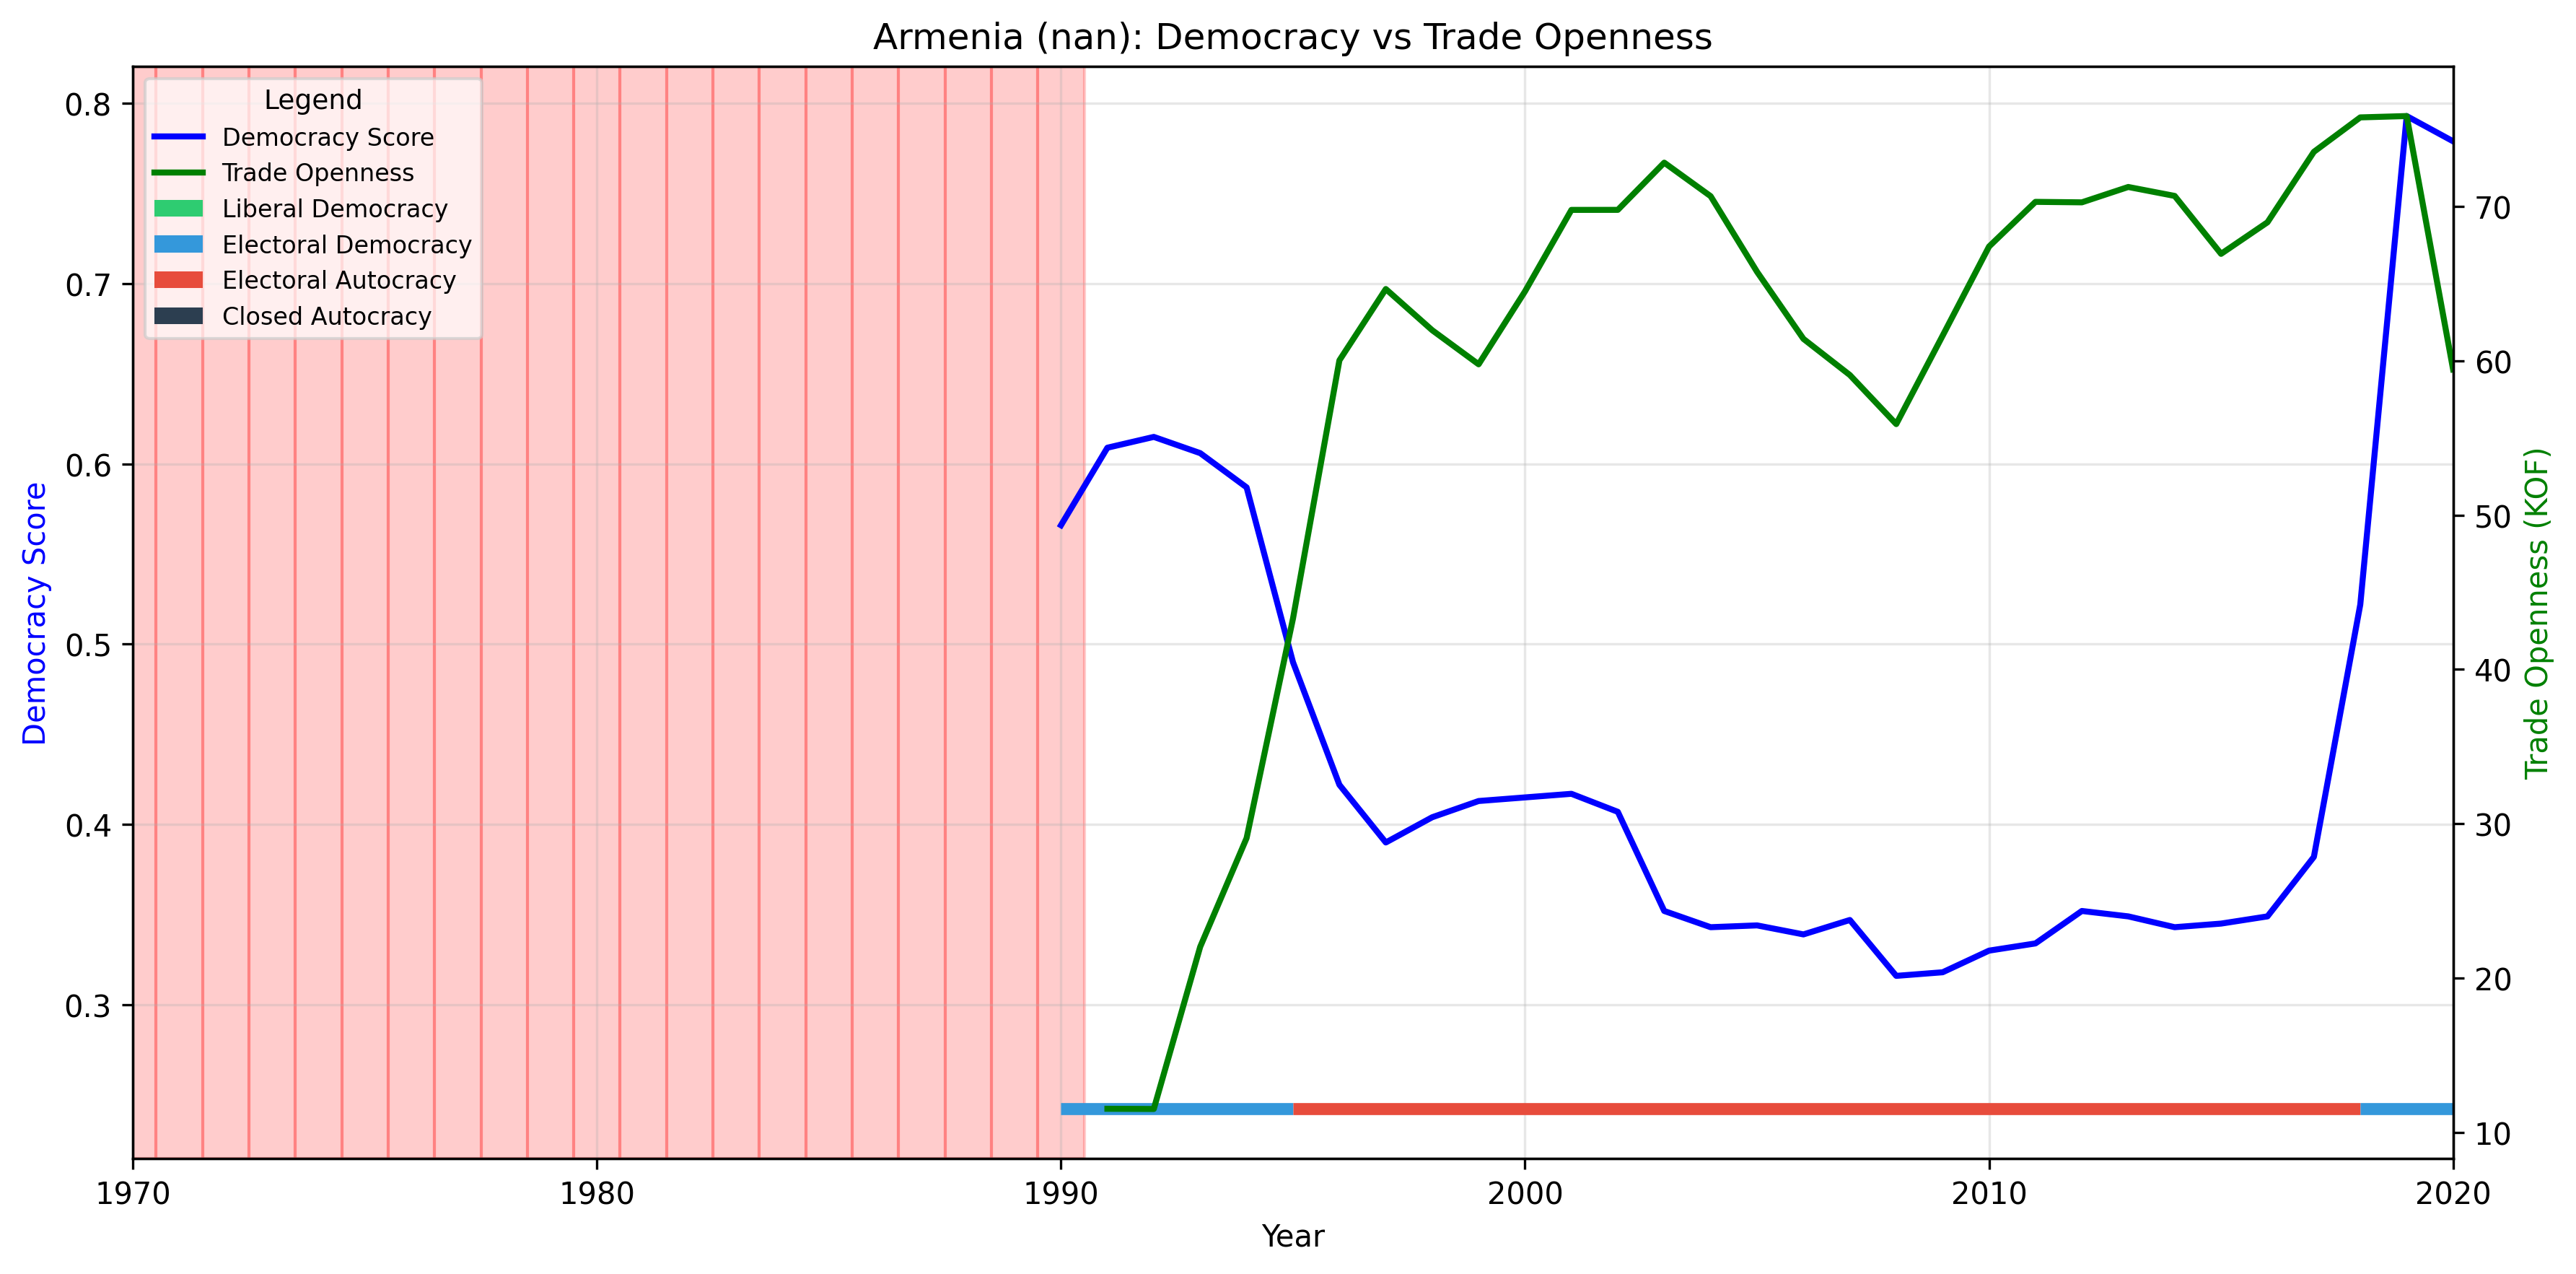 Armenia (nan): Democracy vs Trade Openness
Legend
Democracy Score
Trade Openness
Liberal Democracy
Electoral Democracy
Electoral Autocracy
Closed Autocracy
Democracy Score
0.8
0.7
0.6
0.5
0.4
0.3
Trade Openness (KOF)
70
60
50
40
30
20
10
1970
1980
1990
2000
2010
2020
Year